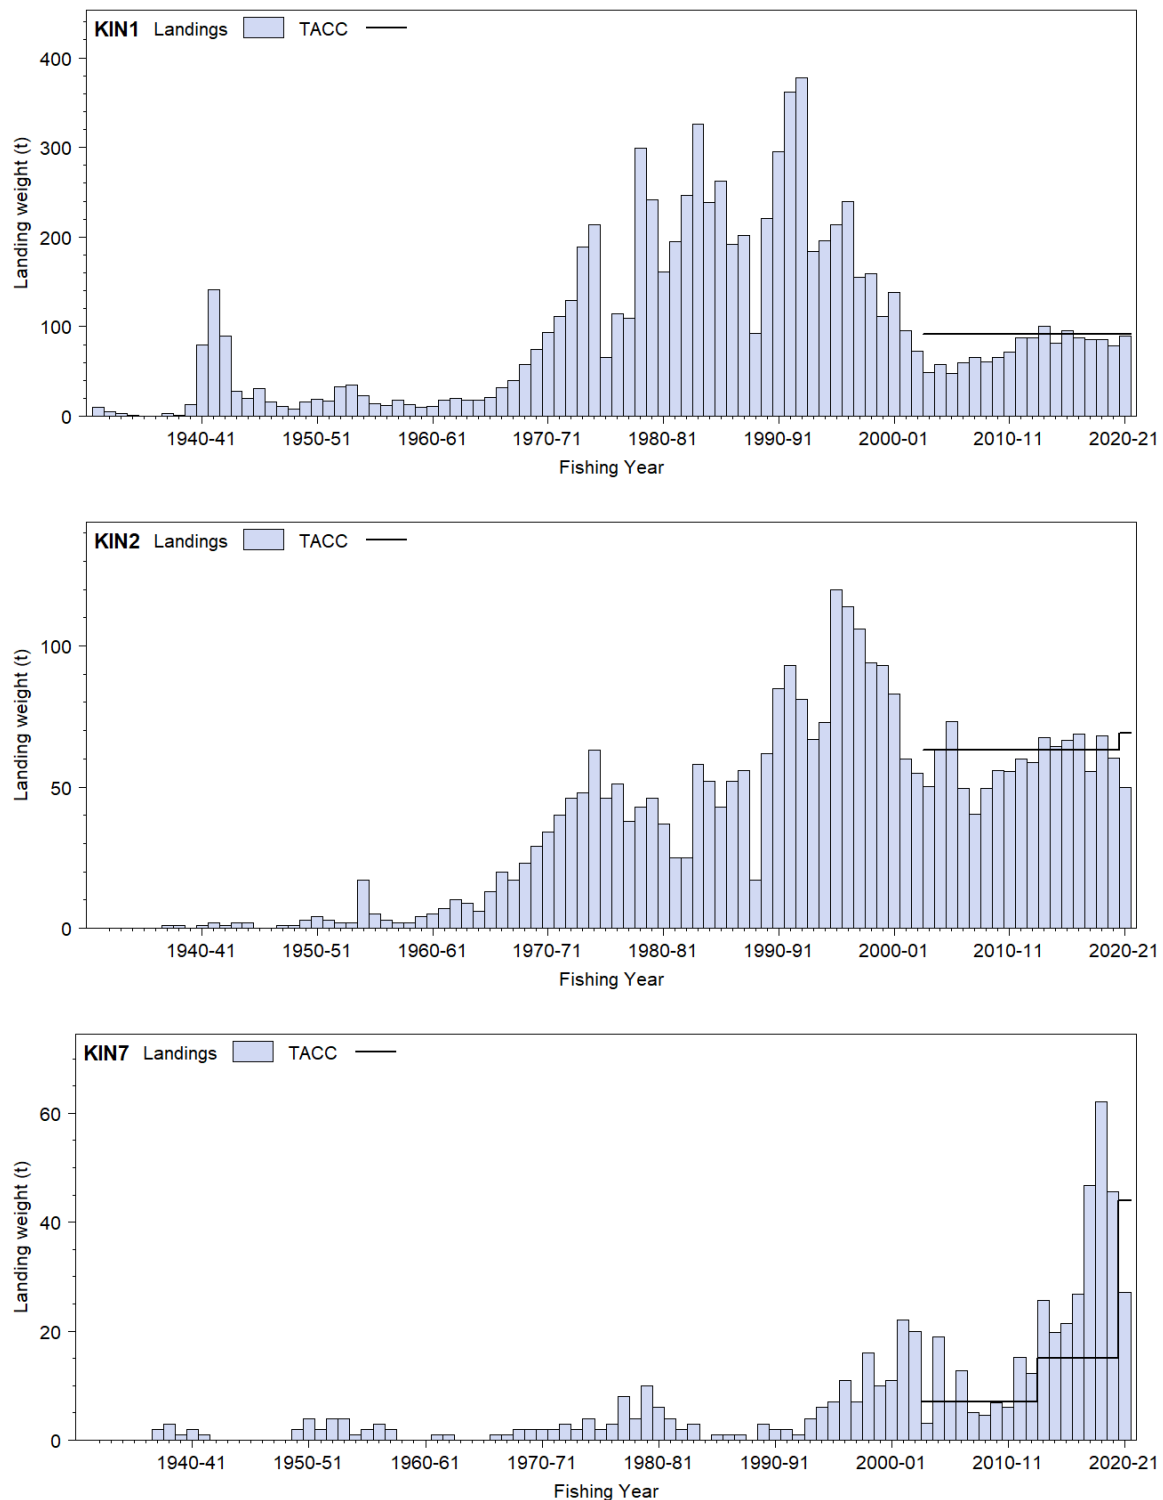 KIN1 Landings TACC
400
300
200
100
0
Landing weight (t)
1940-41 1950-51 1960-61 1970-71 1980-81 1990-91 2000-01 2010-11 2020-21
Fishing Year
KIN2 Landings TACC
100
50
0
Landing weight (t)
1940-41 1950-51 1960-61 1970-71 1980-81 1990-91 2000-01 2010-11 2020-21
Fishing Year
KIN7 Landings TACC
60
40
20
0
Landing weight (t)
1940-41 1950-51 1960-61 1970-71 1980-81 1990-91 2000-01 2010-11 2020-21
Fishing Year